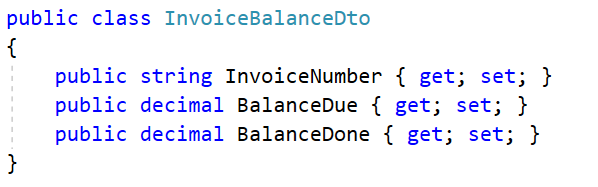 public class InvoiceBalanceDto
{
    public string InvoiceNumber { get; set; }
    public decimal BalanceDue { get; set; }
    public decimal BalanceDone { get; set; }
}